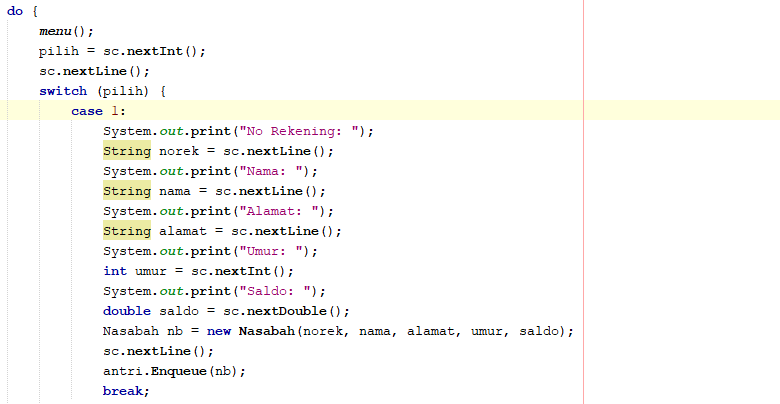 do {
menu();
pilih = sc.nextInt();
sc.nextLine();
switch (pilih) {
case 1:
System.out.print("No Rekening: ");
String norek = sc.nextLine();
System.out.print("Nama: ");
String nama = sc.nextLine();
System.out.print("Alamat: ");
String alamat = sc.nextLine();
System.out.print("Umur: ");
int umur = sc.nextInt();
System.out.print("Saldo: ");
double saldo = sc.nextDouble();
Nasabah nb = new Nasabah(norek, nama, alamat, umur, saldo);
sc.nextLine();
antri.Enqueue(nb);
break;